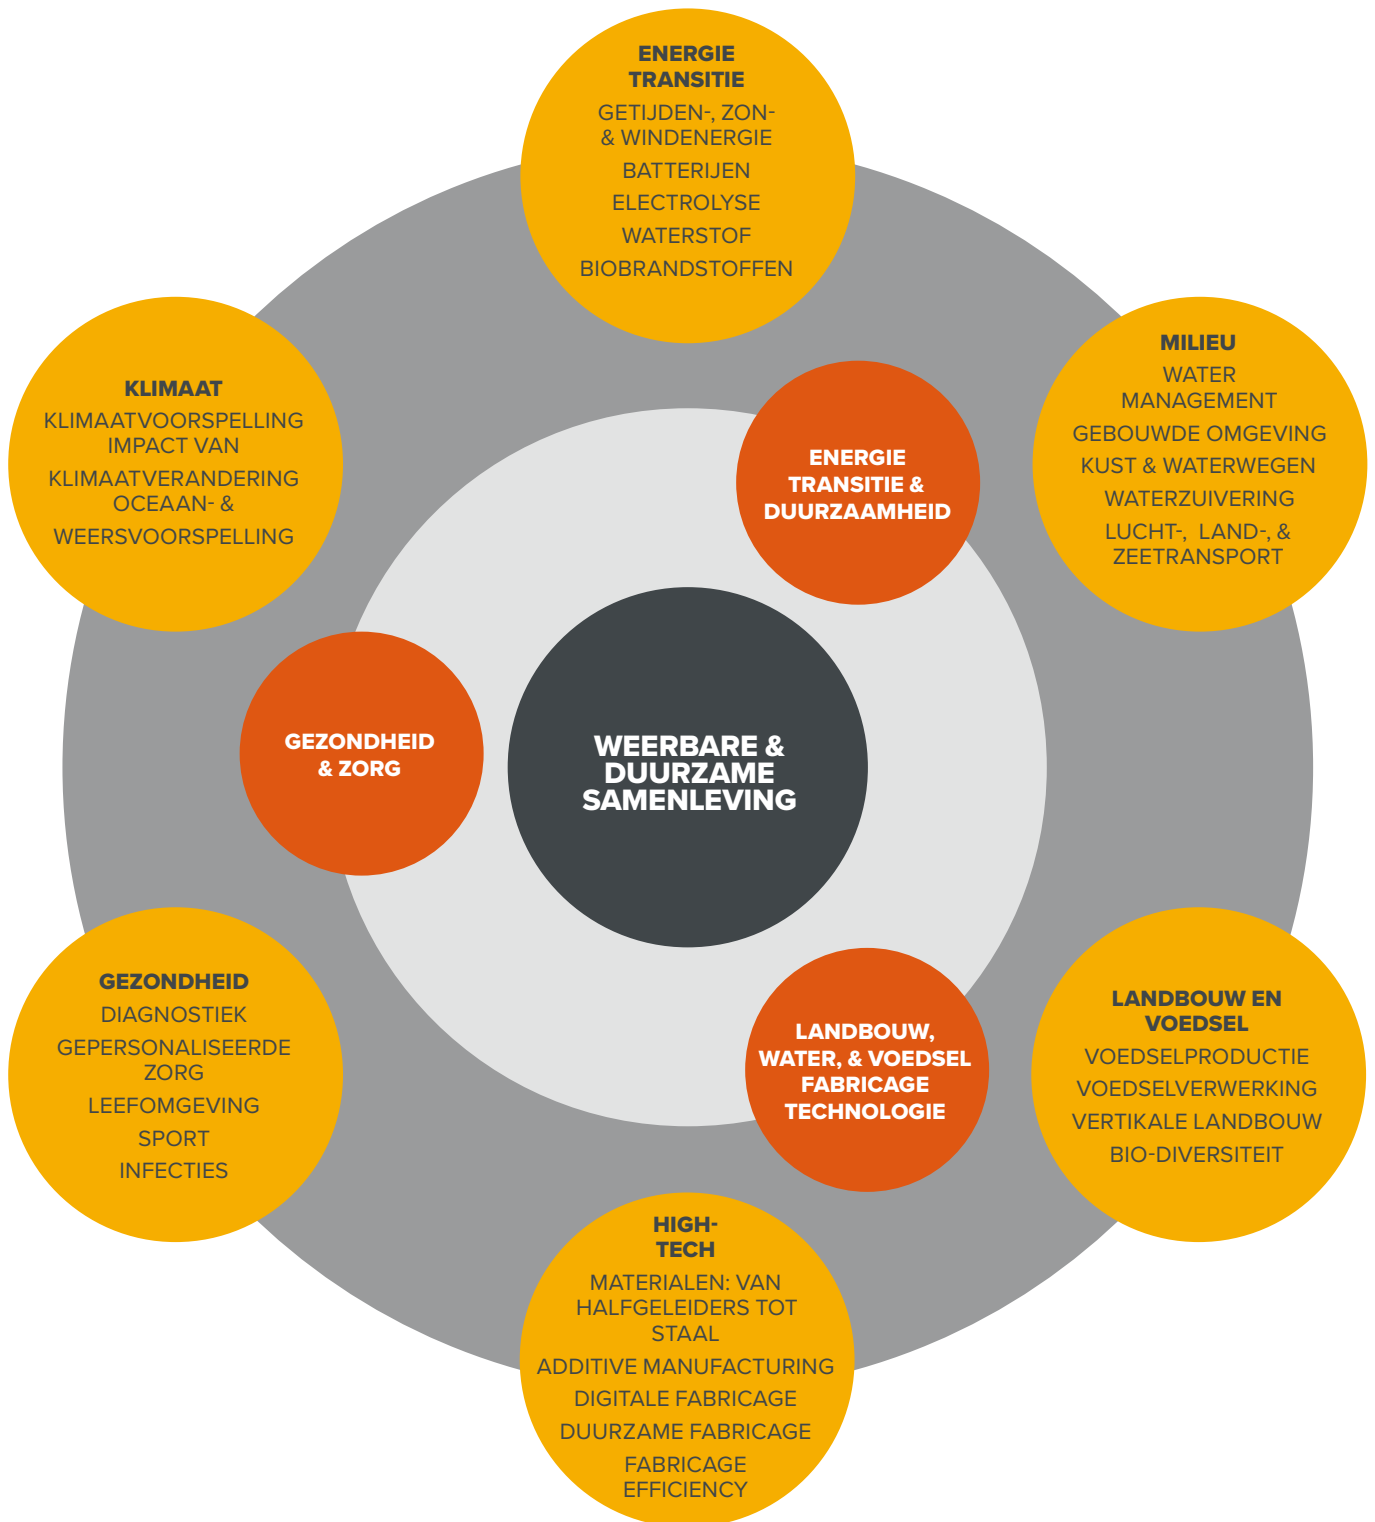 ENERGIE
TRANSITIE
GETIJDEN-, ZON-
& WINDENERGIE
BATTERIJEN
ELECTROLYSE
WATERSTOF
BIOBRANDSTOFFEN
MILIEU
WATER
MANAGEMENT
GEBOUWDE OMGEVING
KUST & WATERWEGEN
WATERZUIVERING
LUCHT-, LAND-, &
ZEETRANSPORT
KLIMAAT
KLIMAATVOORSPELLING
IMPACT VAN
KLIMAATVERANDERING
OCEAAN- &
WEERSVOORSPELLING
ENERGIE
TRANSITIE &
DUURZAAMHEID
GEZONDHEID
& ZORG
WEERBARE &
DUURZAME
SAMENLEVING
LANDBOUW,
WATER, & VOEDSEL
FABRICAGE
TECHNOLOGIE
GEZONDHEID
DIAGNOSTIEK
GEPERSONALISEERDE
ZORG
LEEFOMGEVING
SPORT
INFECTIES
LANDBOUW EN
VOEDSEL
VOEDSELPRODUCTIE
VOEDSELVERWERKING
VERTIKALE LANDBOUW
BIO-DIVERSITEIT
HIGH-
TECH
MATERIALEN: VAN
HALFGELEIDERS TOT
STAAL
ADDITIVE MANUFACTURING
DIGITALE FABRICAGE
DUURZAME FABRICAGE
FABRICAGE
EFFICIENCY